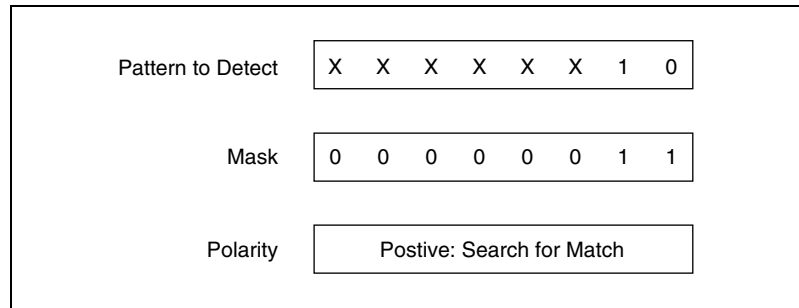 Pattern to Detect X X X X X X 1 0
Mask 0 0 0 0 0 0 1 1
Polarity Postive: Search for Match